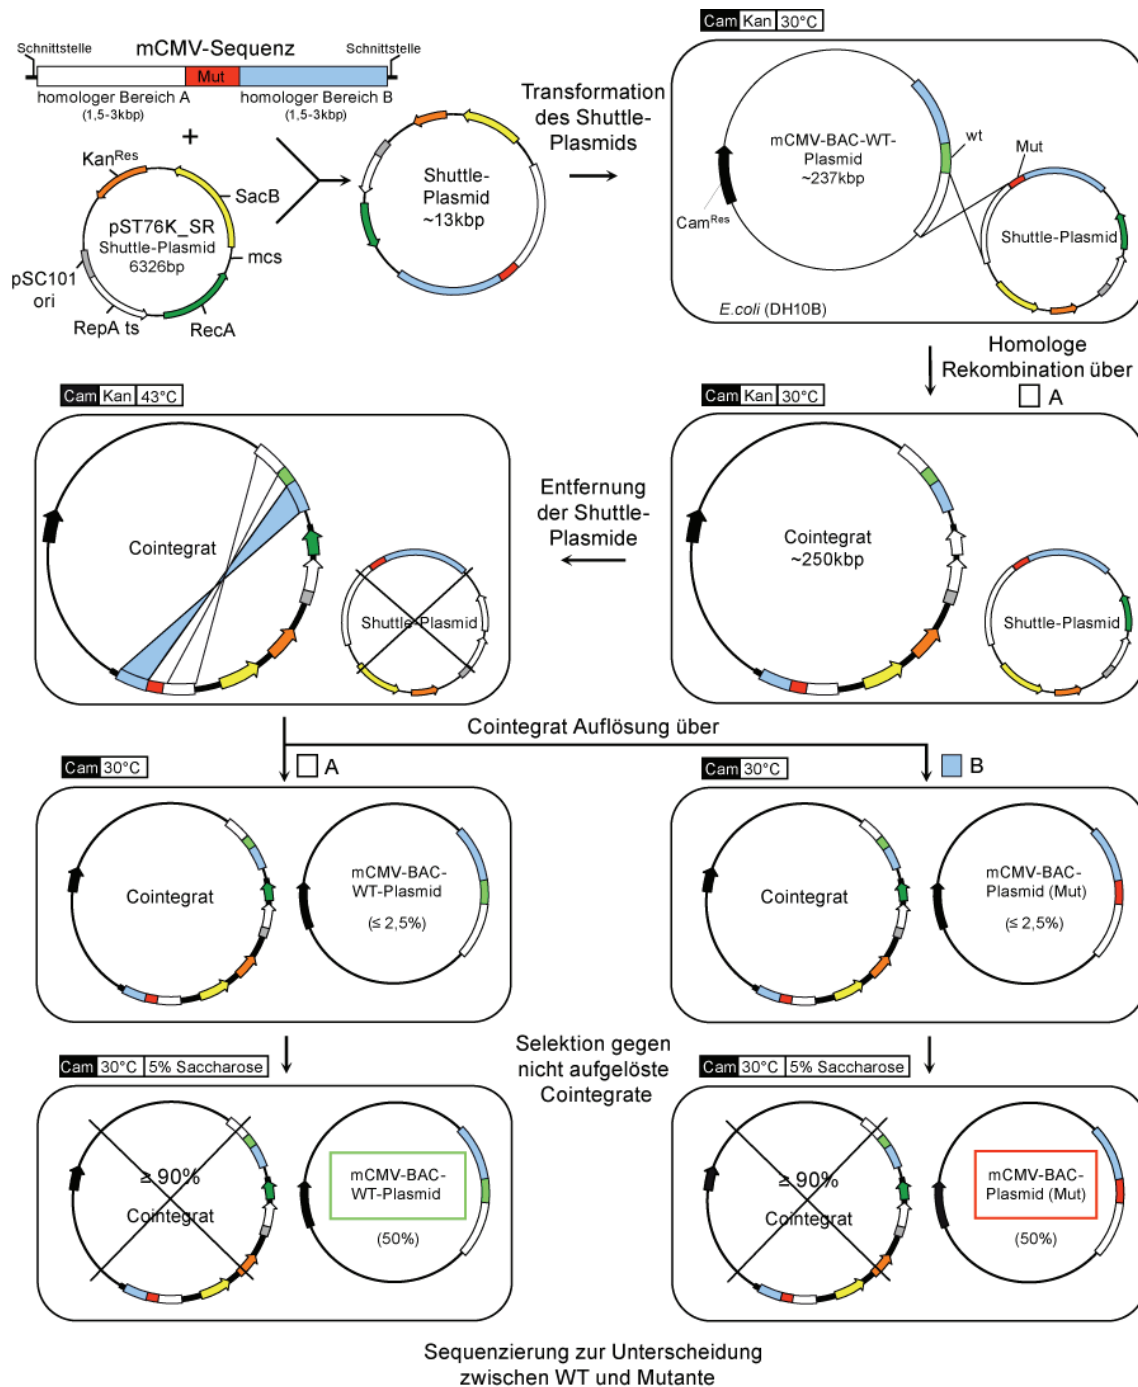 Schnittstelle
mCMV-Sequenz
Schnittstelle
Mut
homologer Bereich A
(1,5-3kbp)
homologer Bereich B
(1,5-3kbp)
+
KanRes
SacB
pST76K_SR
Shuttle-Plasmid
6326bp
mcs
pSC101
ori
RepA ts
RecA
Shuttle-
Plasmid
~13kbp
Transformation
des Shuttle-
Plasmids
Cam Kan 30°C
mCMV-BAC-WT-
Plasmid
~237kbp
wt
Mut
CamRes
Shuttle-Plasmid
E.coli (DH10B)
Homologe
Rekombination über
A
Cam Kan 43°C
Cointegrat
Shuttle-Plasmid
Entfernung
der Shuttle-
Plasmide
Cam Kan 30°C
Cointegrat
~250kbp
Shuttle-Plasmid
Cointegrat Auflösung über
A
B
Cam 30°C
Cointegrat
mCMV-BAC-
WT-Plasmid
(≤ 2,5%)
Cam 30°C
Cointegrat
mCMV-BAC-
Plasmid (Mut)
(≤ 2,5%)
Selektion gegen
nicht aufgelöste
Cointegrate
Cam 30°C 5% Saccharose
≥ 90%
Cointegrat
mCMV-BAC-
WT-Plasmid
(50%)
Cam 30°C 5% Saccharose
≥ 90%
Cointegrat
mCMV-BAC-
Plasmid (Mut)
(50%)
Sequenzierung zur Unterscheidung
zwischen WT und Mutante